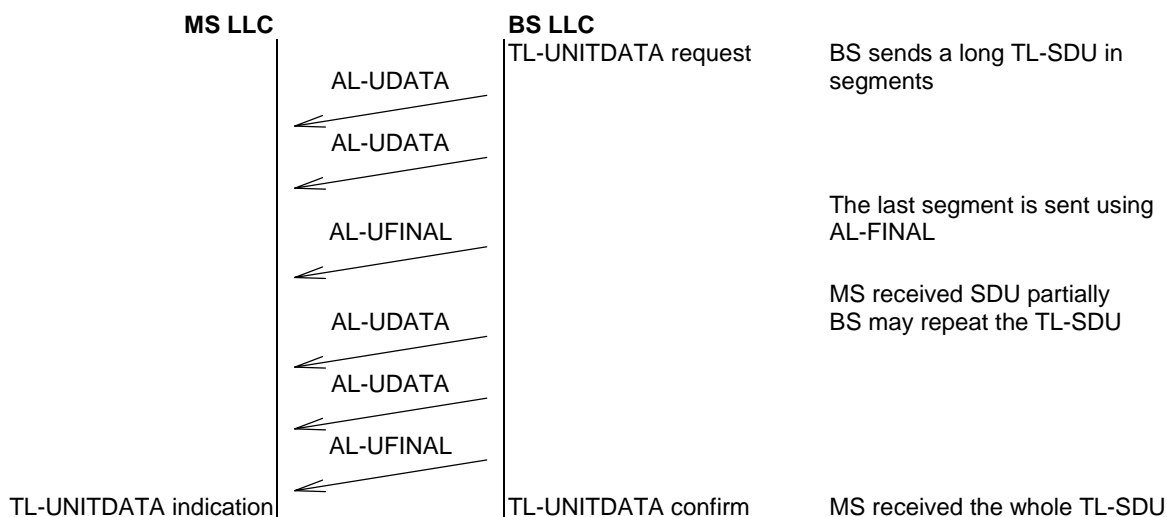 MS LLC
BS LLC
TL-UNITDATA request
BS sends a long TL-SDU in
segments
AL-UDATA
AL-UDATA
The last segment is sent using
AL-FINAL
AL-UFINAL
MS received SDU partially
BS may repeat the TL-SDU
AL-UDATA
AL-UDATA
AL-UFINAL
TL-UNITDATA indication
TL-UNITDATA confirm
MS received the whole TL-SDU